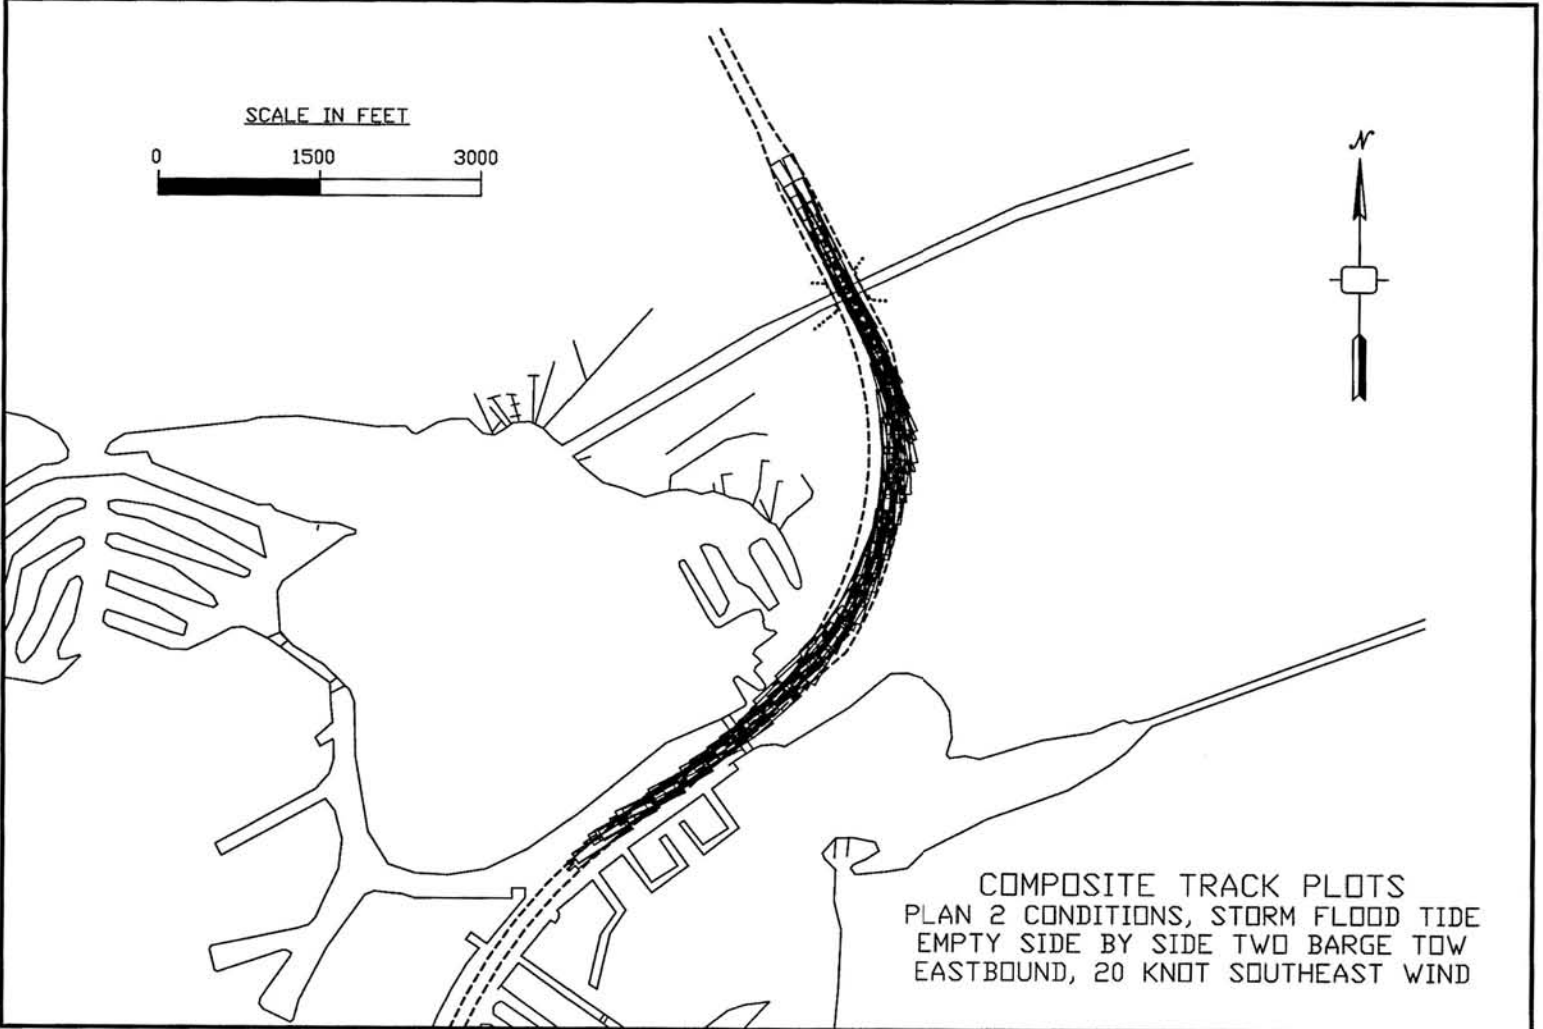 SCALE IN FEET
0 1500 3000
N
COMPOSITE TRACK PLOTS
PLAN 2 CONDITIONS, STORM FLOOD TIDE
EMPTY SIDE BY SIDE TWO BARGE TOW
EASTBOUND, 20 KNOT SOUTHEAST WIND